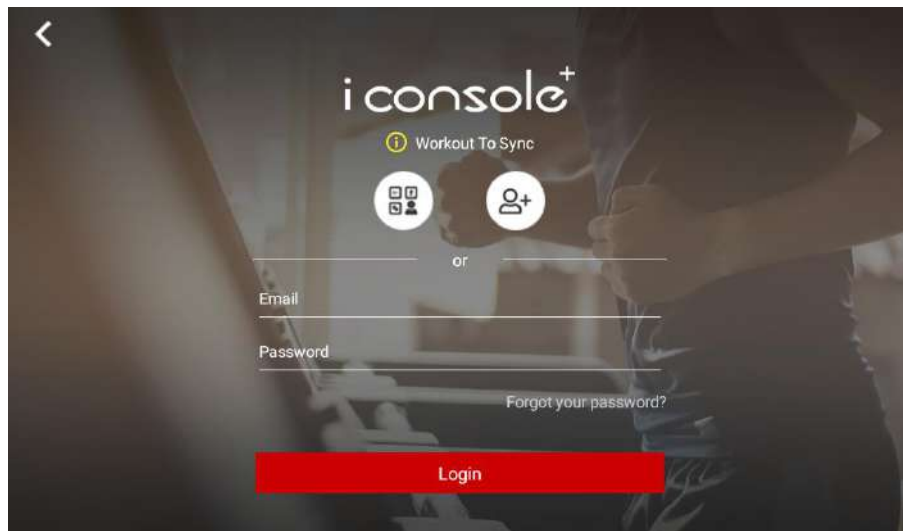 i console+
Workout To Sync
or
Email
Password
Forgot your password?
Login